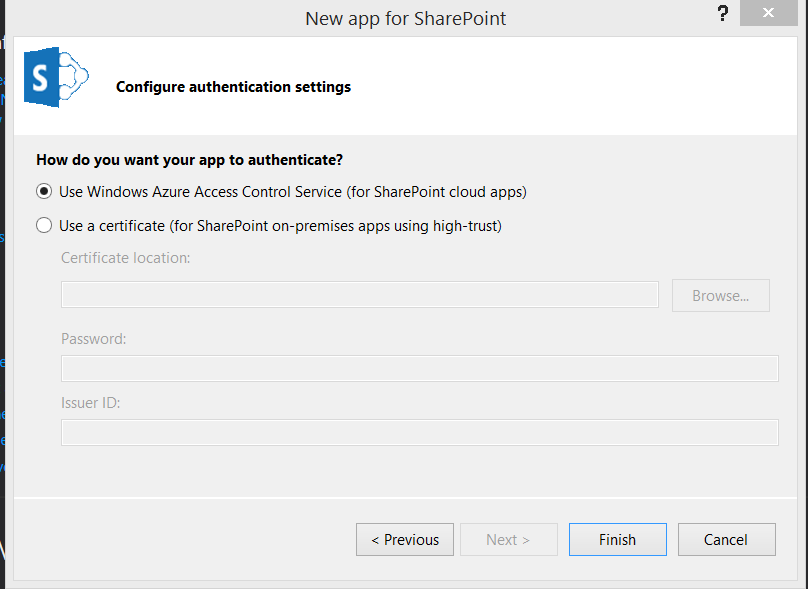 New app for SharePoint
?
S
Configure authentication settings
How do you want your app to authenticate?
Use Windows Azure Access Control Service (for SharePoint cloud apps)
Use a certificate (for SharePoint on-premises apps using high-trust)
Certificate location:
Browse...
Password:
Issuer ID:
< Previous
Next >
Finish
Cancel